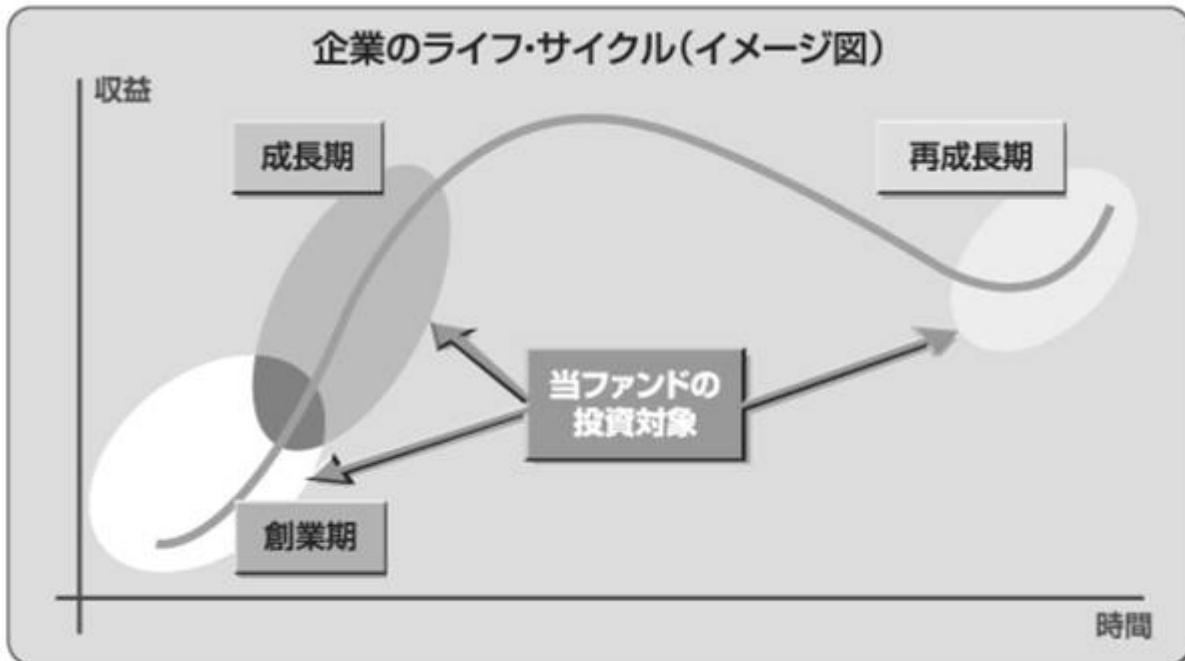 企業のライフ・サイクル(イメージ図)
収益
成長期
再成長期
当ファンドの
投資対象
創業期
時間